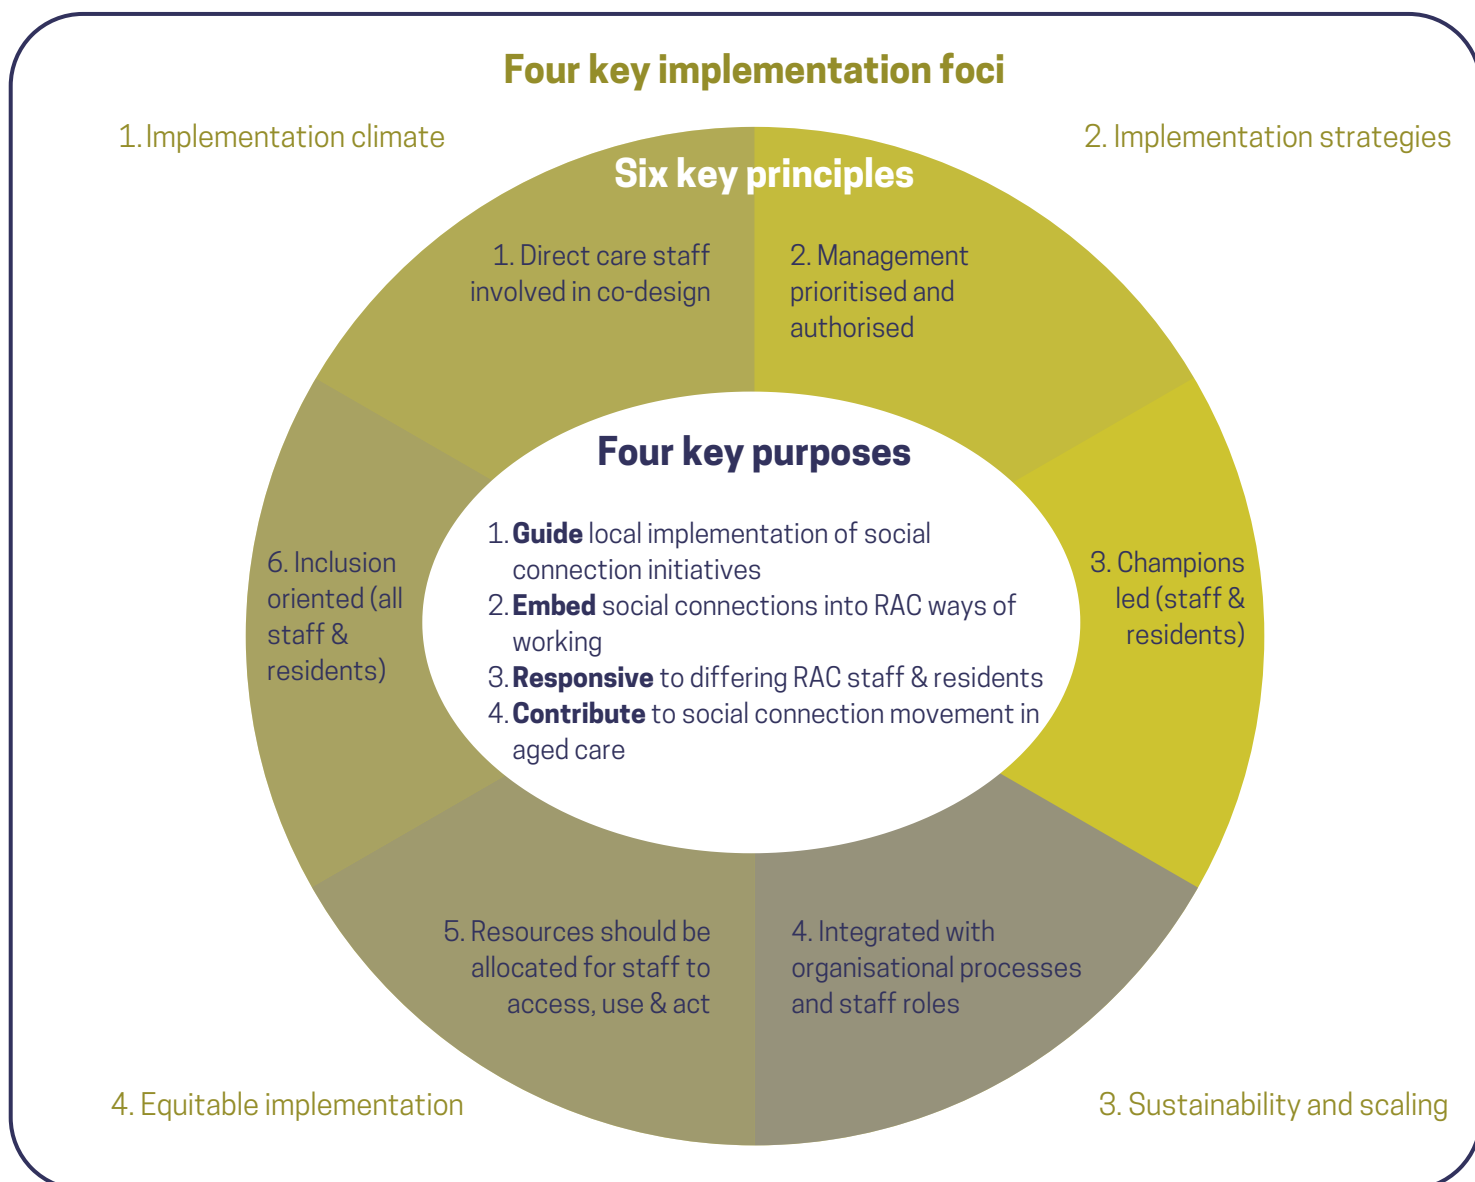 Four key implementation foci
1. Implementation climate
2. Implementation strategies
Six key principles
1. Direct care staff
involved in co-design
2. Management
prioritised and
authorised
3. Champions
led (staff &
residents)
4. Integrated with
organisational processes
and staff roles
5. Resources should be
allocated for staff to
access, use & act
6. Inclusion
oriented (all
staff &
residents)
Four key purposes
1. Guide local implementation of social
connection initiatives
2. Embed social connections into RAC ways of
working
3. Responsive to differing RAC staff & residents
4. Contribute to social connection movement in
aged care
3. Sustainability and scaling
4. Equitable implementation